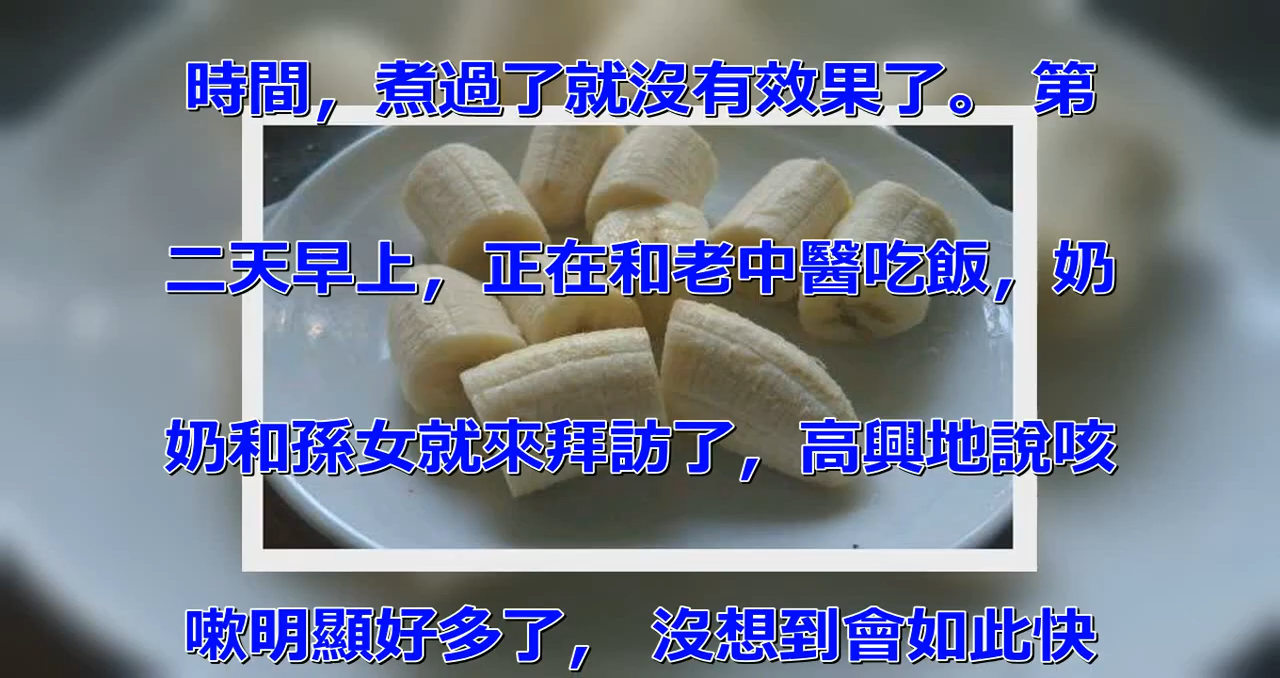 時間，煮過了就沒有效果了。 第
二天早上，正在和老中醫吃飯，奶
奶和孫女就來拜訪了，高興地說咳
嗽明顯好多了， 沒想到會如此快